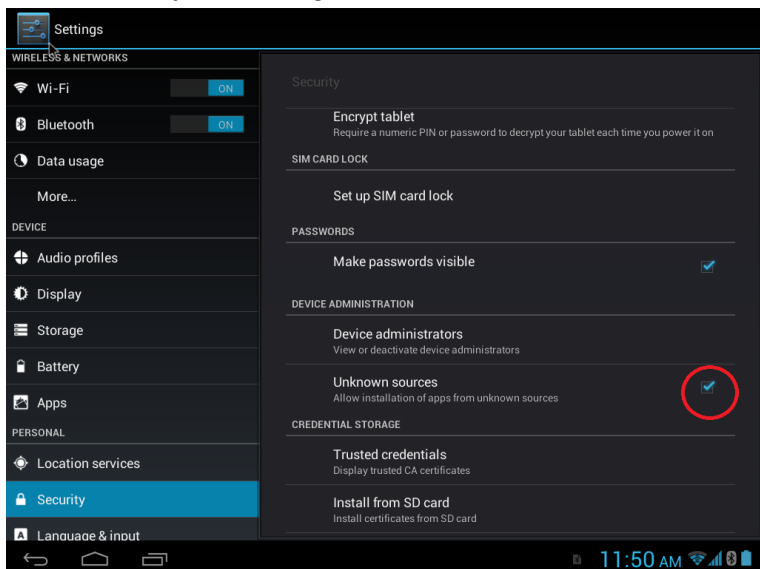 Settings
WIRELESS & NETWORKS
Wi-Fi ON
Bluetooth ON
Data usage
More...
DEVICE
Audio profiles
Display
Storage
Battery
Apps
PERSONAL
Location services
Security
A Language & input
Security
Encrypt tablet
Require a numeric PIN or password to decrypt your tablet each time you power it on
SIM CARD LOCK
Set up SIM card lock
PASSWORDS
Make passwords visible
DEVICE ADMINISTRATION
Device administrators
View or deactivate device administrators
Unknown sources
Allow installation of apps from unknown sources
CREDENTIAL STORAGE
Trusted credentials
Display trusted CA certificates
Install from SD card
Install certificates from SD card
11:50 AM